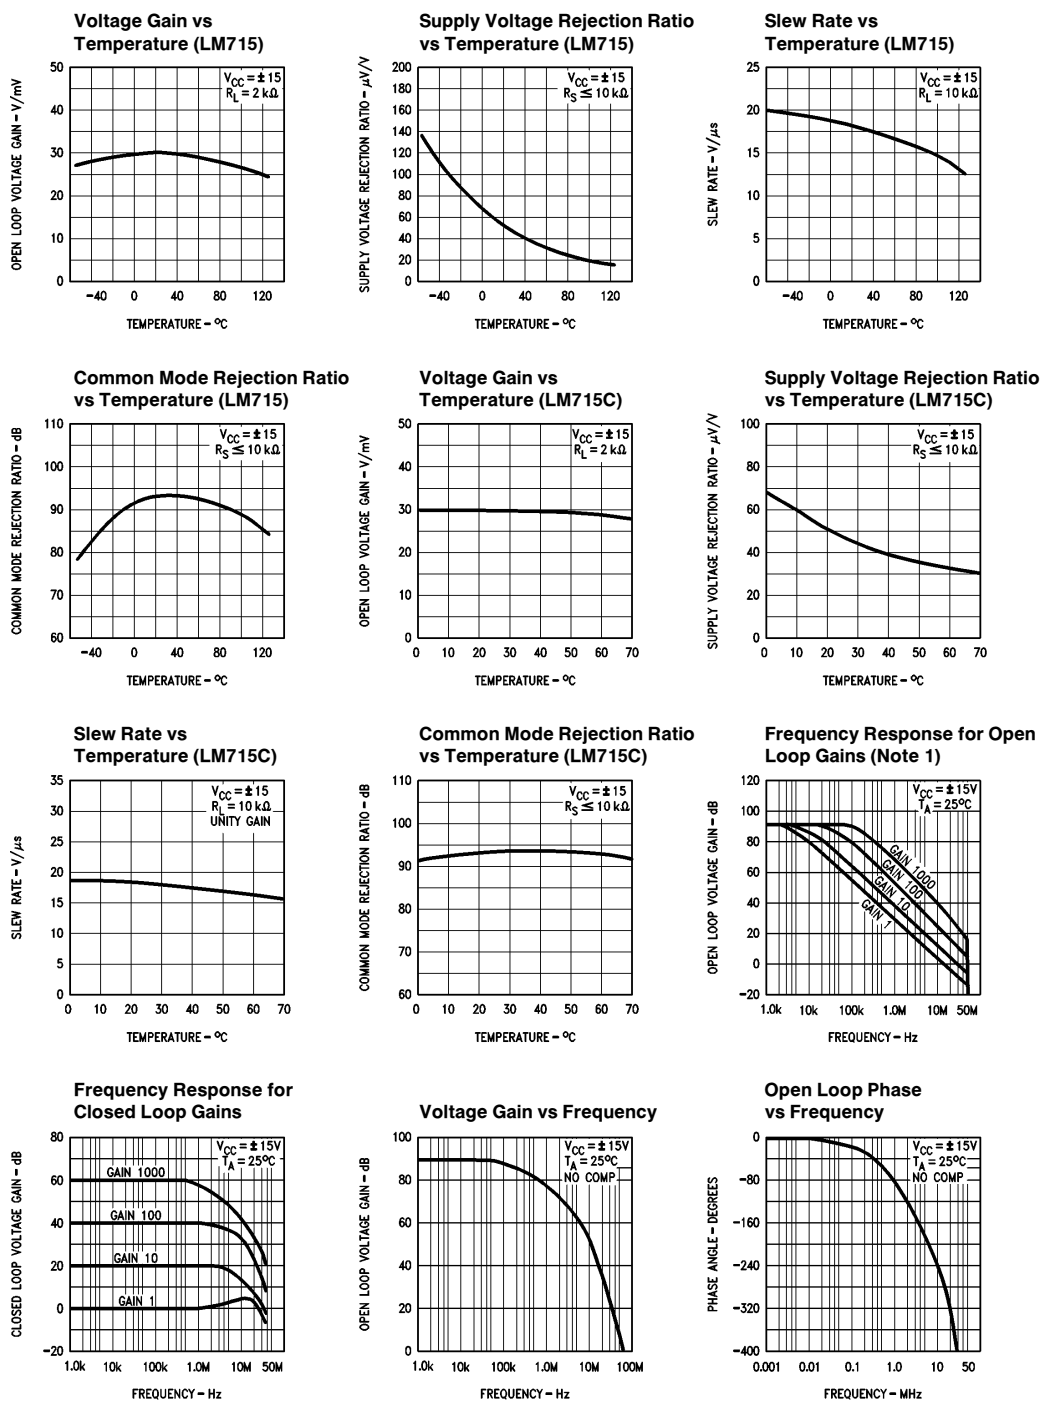 Voltage Gain vs
Temperature (LM715)
50
40
30
20
10
0
OPEN LOOP VOLTAGE GAIN – V/mV
VCC = ± 15
RL = 2 kΩ
−40 0 40 80 120
TEMPERATURE – °C
Supply Voltage Rejection Ratio
vs Temperature (LM715)
200
180
160
140
120
100
80
60
40
20
0
SUPPLY VOLTAGE REJECTION RATIO – μV/V
VCC = ± 15
RS ≤ 10 kΩ
−40 0 40 80 120
TEMPERATURE – °C
Slew Rate vs
Temperature (LM715)
25
20
15
10
5
0
SLEW RATE – V/μs
VCC = ± 15
RL = 10 kΩ
−40 0 40 80 120
TEMPERATURE – °C
Common Mode Rejection Ratio
vs Temperature (LM715)
110
100
90
80
70
60
COMMON MODE REJECTION RATIO – dB
VCC = ± 15
RS ≤ 10 kΩ
−40 0 40 80 120
TEMPERATURE – °C
Voltage Gain vs
Temperature (LM715C)
50
40
30
20
10
0
OPEN LOOP VOLTAGE GAIN – V/mV
VCC = ± 15
RL = 2 kΩ
0 10 20 30 40 50 60 70
TEMPERATURE – °C
Supply Voltage Rejection Ratio
vs Temperature (LM715C)
100
80
60
40
20
0
SUPPLY VOLTAGE REJECTION RATIO – μV/V
VCC = ± 15
RS ≤ 10 kΩ
0 10 20 30 40 50 60 70
TEMPERATURE – °C
Slew Rate vs
Temperature (LM715C)
35
30
25
20
15
10
5
0
SLEW RATE – V/μs
VCC = ± 15
RL = 10 kΩ
UNITY GAIN
0 10 20 30 40 50 60 70
TEMPERATURE – °C
Common Mode Rejection Ratio
vs Temperature (LM715C)
110
100
90
80
70
60
COMMON MODE REJECTION RATIO – dB
VCC = ± 15
RS ≤ 10 kΩ
0 10 20 30 40 50 60 70
TEMPERATURE – °C
Frequency Response for Open
Loop Gains (Note 1)
120
100
80
60
40
20
0
−20
OPEN LOOP VOLTAGE GAIN – dB
VCC = ± 15V
TA = 25°C
GAIN 1000
GAIN 100
GAIN 10
GAIN 1
1.0k 10k 100k 1.0M 10M 50M
FREQUENCY – Hz
Frequency Response for
Closed Loop Gains
80
60
40
20
0
−20
CLOSED LOOP VOLTAGE GAIN – dB
VCC = ± 15V
TA = 25°C
GAIN 1000
GAIN 100
GAIN 10
GAIN 1
1.0k 10k 100k 1.0M 10M 50M
FREQUENCY – Hz
Voltage Gain vs Frequency
100
80
60
40
20
0
OPEN LOOP VOLTAGE GAIN – dB
VCC = ± 15V
TA = 25°C
NO COMP
1.0k 10k 100k 1.0M 10M 100M
FREQUENCY – Hz
Open Loop Phase
vs Frequency
0
−80
−160
−240
−320
−400
PHASE ANGLE – DEGREES
VCC = ± 15V
TA = 25°C
NO COMP
0.001 0.01 0.1 1.0 10 50
FREQUENCY – MHz